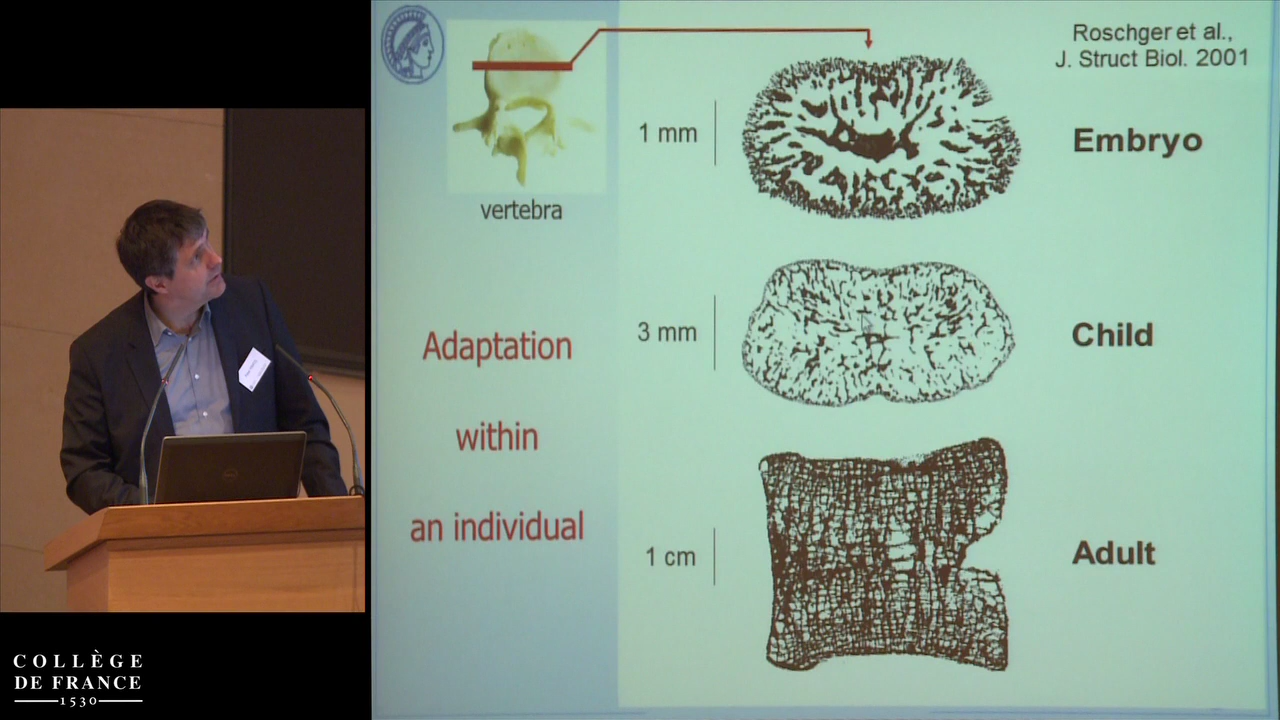 Roschger et al.,
J. Struct Biol. 2001
1 mm
Embryo
vertebra
3 mm
Child
Adaptation
within
an individual
1 cm
Adult
COLLÈGE
DE FRANCE
1530